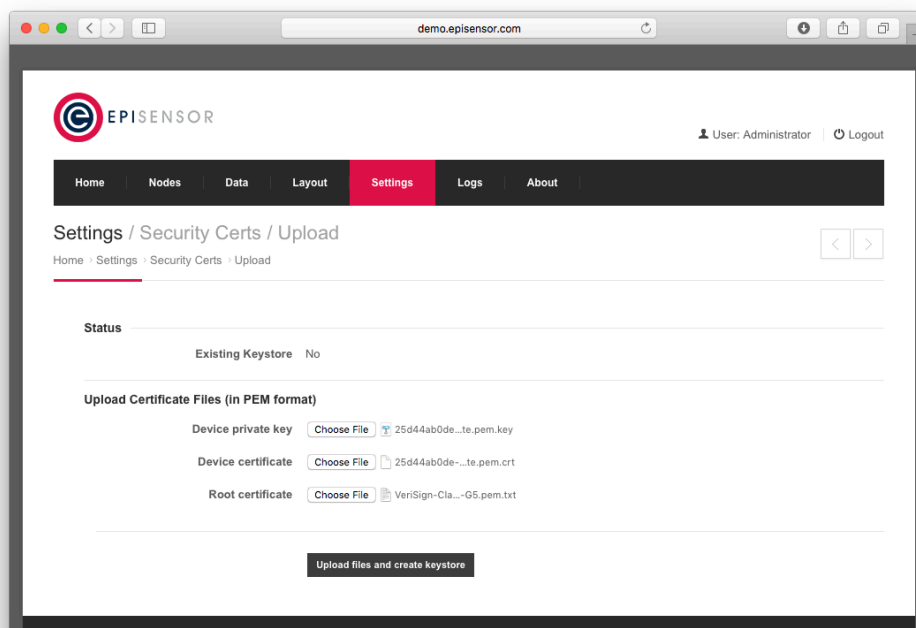 demo.episensor.com
e EPISENSOR
User: Administrator Logout
Home Nodes Data Layout Settings Logs About
Settings / Security Certs / Upload
Home > Settings > Security Certs > Upload
Status
Existing Keystore No
Upload Certificate Files (in PEM format)
Device private key Choose File 25d44ab0de...te.pem.key
Device certificate Choose File 25d44ab0de-...te.pem.crt
Root certificate Choose File VeriSign-Cla...-G5.pem.txt
Upload files and create keystore